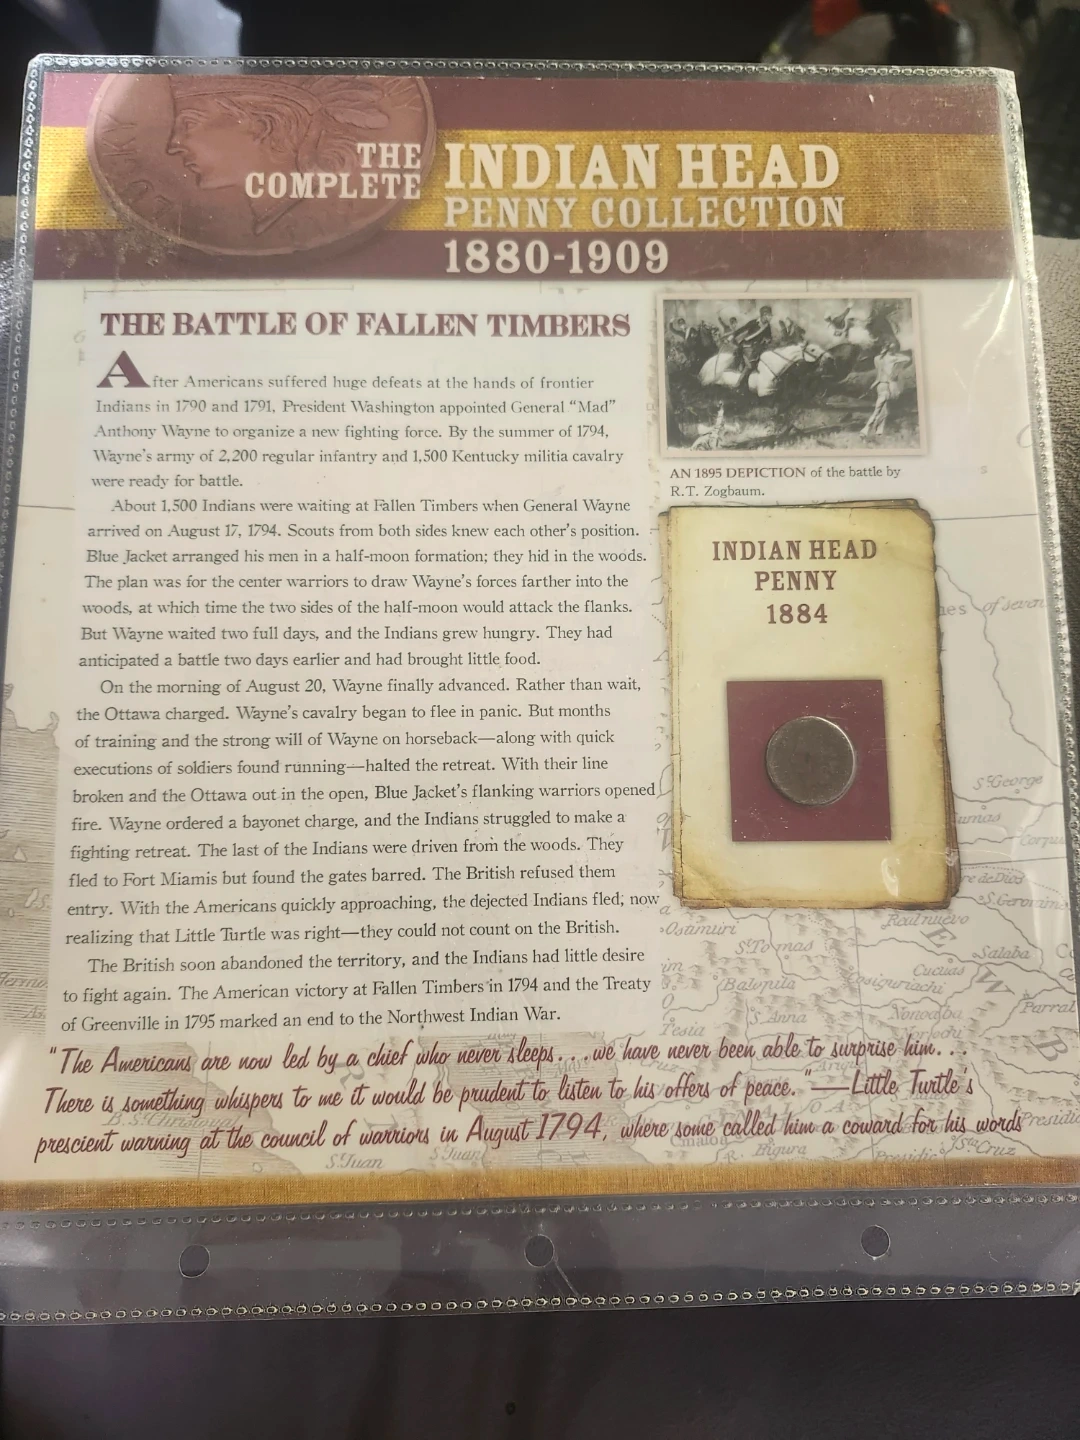 THE COMPLETE
INDIAN HEAD
PENNY COLLECTION
1880-1909
THE BATTLE OF FALLEN TIMBERS
After Americans suffered huge defeats at the hands of frontier
Indians in 1790 and 1791, President Washington appointed General "Mad"
Anthony Wayne to organize a new fighting force. By the summer of 1794,
Wayne's army of 2,200 regular infantry and 1,500 Kentucky militia cavalry
were ready for battle.
About 1,500 Indians were waiting at Fallen Timbers when General Wayne
arrived on August 17, 1794. Scouts from both sides knew each other's position.
Blue Jacket arranged his men in a half-moon formation; they hid in the woods.
The plan was for the center warriors to draw Wayne's forces farther into the
woods, at which time the two sides of the half-moon would attack the flanks.
But Wayne waited two full days, and the Indians grew hungry. They had
anticipated a battle two days earlier and had brought little food.
On the morning of August 20, Wayne finally advanced. Rather than wait,
the Ottawa charged. Wayne's cavalry began to flee in panic. But months
of training and the strong will of Wayne on horseback—along with quick
executions of soldiers found running—halted the retreat. With their line
broken and the Ottawa out in the open, Blue Jacket's flanking warriors opened
fire. Wayne ordered a bayonet charge, and the Indians struggled to make a
fighting retreat. The last of the Indians were driven from the woods. They
fled to Fort Miamis but found the gates barred. The British refused them
entry. With the Americans quickly approaching, the dejected Indians fled; now
realizing that Little Turtle was right—they could not count on the British.
The British soon abandoned the territory, and the Indians had little desire
to fight again. The American victory at Fallen Timbers in 1794 and the Treaty
of Greenville in 1795 marked an end to the Northwest Indian War.
AN 1895 DEPICTION of the battle by
R.T. Zogbaum.
INDIAN HEAD
PENNY
1884
of seven
S. George
S. Geronimo
Ostimuri
Realnuevo
S. Tomas
Salaba
Cucuas
Batopila
S. Anna
Parral
S. Juan
S. Juan
Bigura
Sta Cruz
"The Americans are now led by a chief who never sleeps. . .we have never been able to surprise him. . .
There is something whispers to me it would be prudent to listen to his offers of peace."—Little Turtle's
prescient warning at the council of warriors in August 1794, where some called him a coward for his words